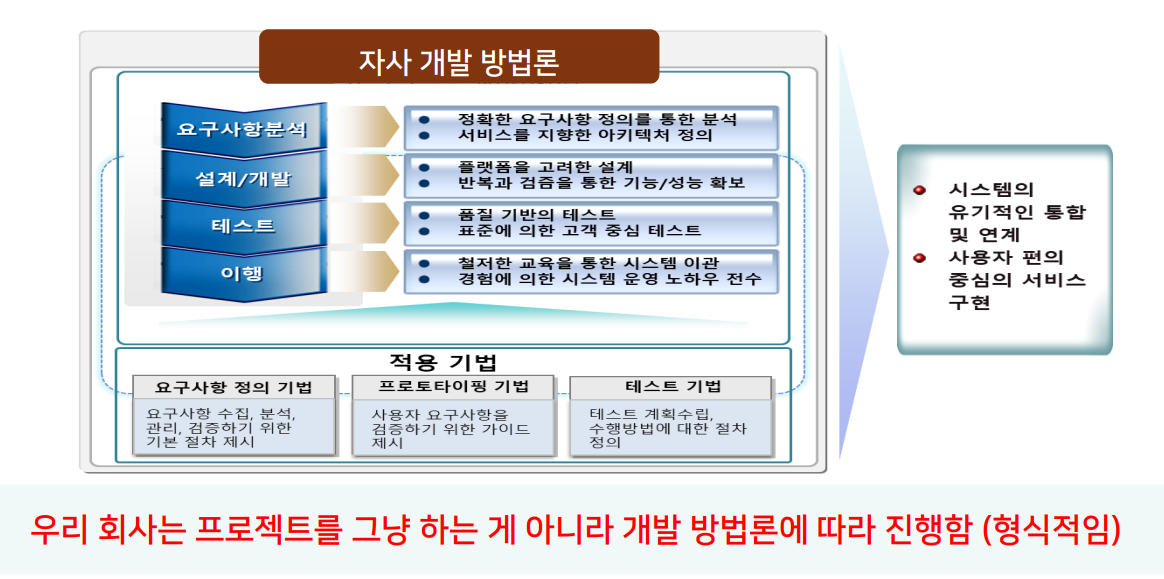 자사 개발 방법론
요구사항분석
정확한 요구사항 정의를 통한 분석
서비스를 지향한 아키텍처 정의
설계/개발
플랫폼을 고려한 설계
반복과 검증을 통한 기능/성능 확보
테스트
품질 기반의 테스트
표준에 의한 고객 중심 테스트
이행
철저한 교육을 통한 시스템 이관
경험에 의한 시스템 운영 노하우 전수
시스템의
유기적인 통합
및 연계
사용자 편의
중심의 서비스
구현
적용 기법
요구사항 정의 기법
요구사항 수집, 분석,
관리, 검증하기 위한
기본 절차 제시
프로토타이핑 기법
사용자 요구사항을
검증하기 위한 가이드
제시
테스트 기법
테스트 계획수립,
수행방법에 대한 절차
정의
우리 회사는 프로젝트를 그냥 하는 게 아니라 개발 방법론에 따라 진행함 (형식적임)